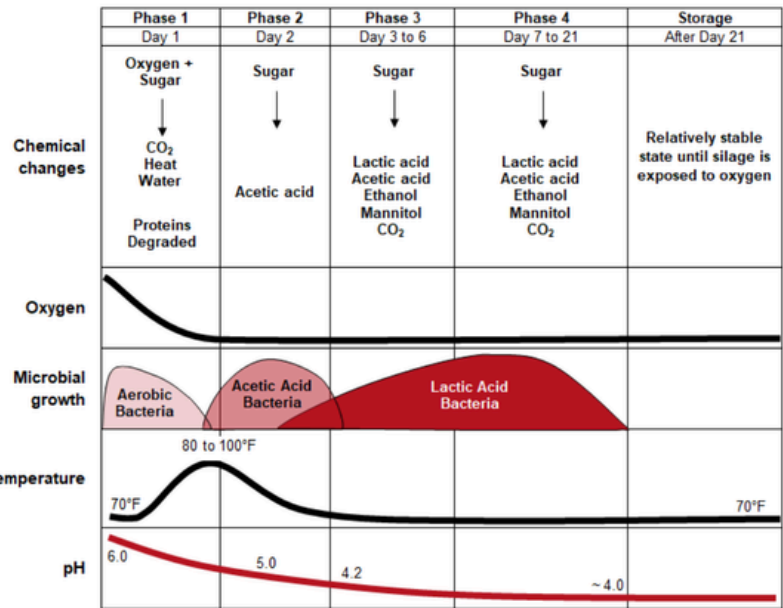 Phase 1 Phase 2 Phase 3 Phase 4 Storage
Day 1 Day 2 Day 3 to 6 Day 7 to 21 After Day 21
Chemical changes
Oxygen +
Sugar
CO₂
Heat
Water
Proteins
Degraded
Sugar
Acetic acid
Sugar
Lactic acid
Acetic acid
Ethanol
Mannitol
CO₂
Sugar
Lactic acid
Acetic acid
Ethanol
Mannitol
CO₂
Relatively stable
state until silage is
exposed to oxygen
Oxygen
Microbial
growth
Aerobic
Bacteria
Acetic Acid
Bacteria
Lactic Acid
Bacteria
emperature
70°F
80 to 100°F
70°F
pH
6.0
5.0
4.2
~ 4.0